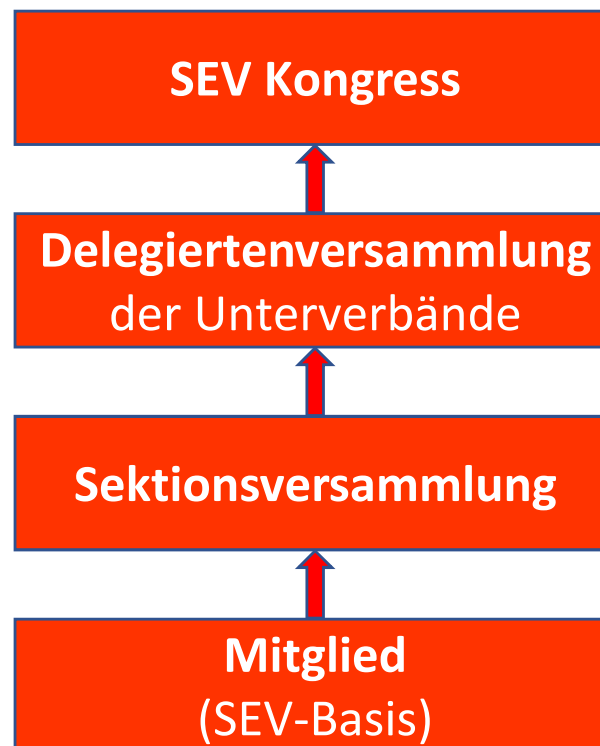 SEV Kongress
Delegiertenversammlung
der Unterverbände
Sektionsversammlung
Mitglied
(SEV-Basis)